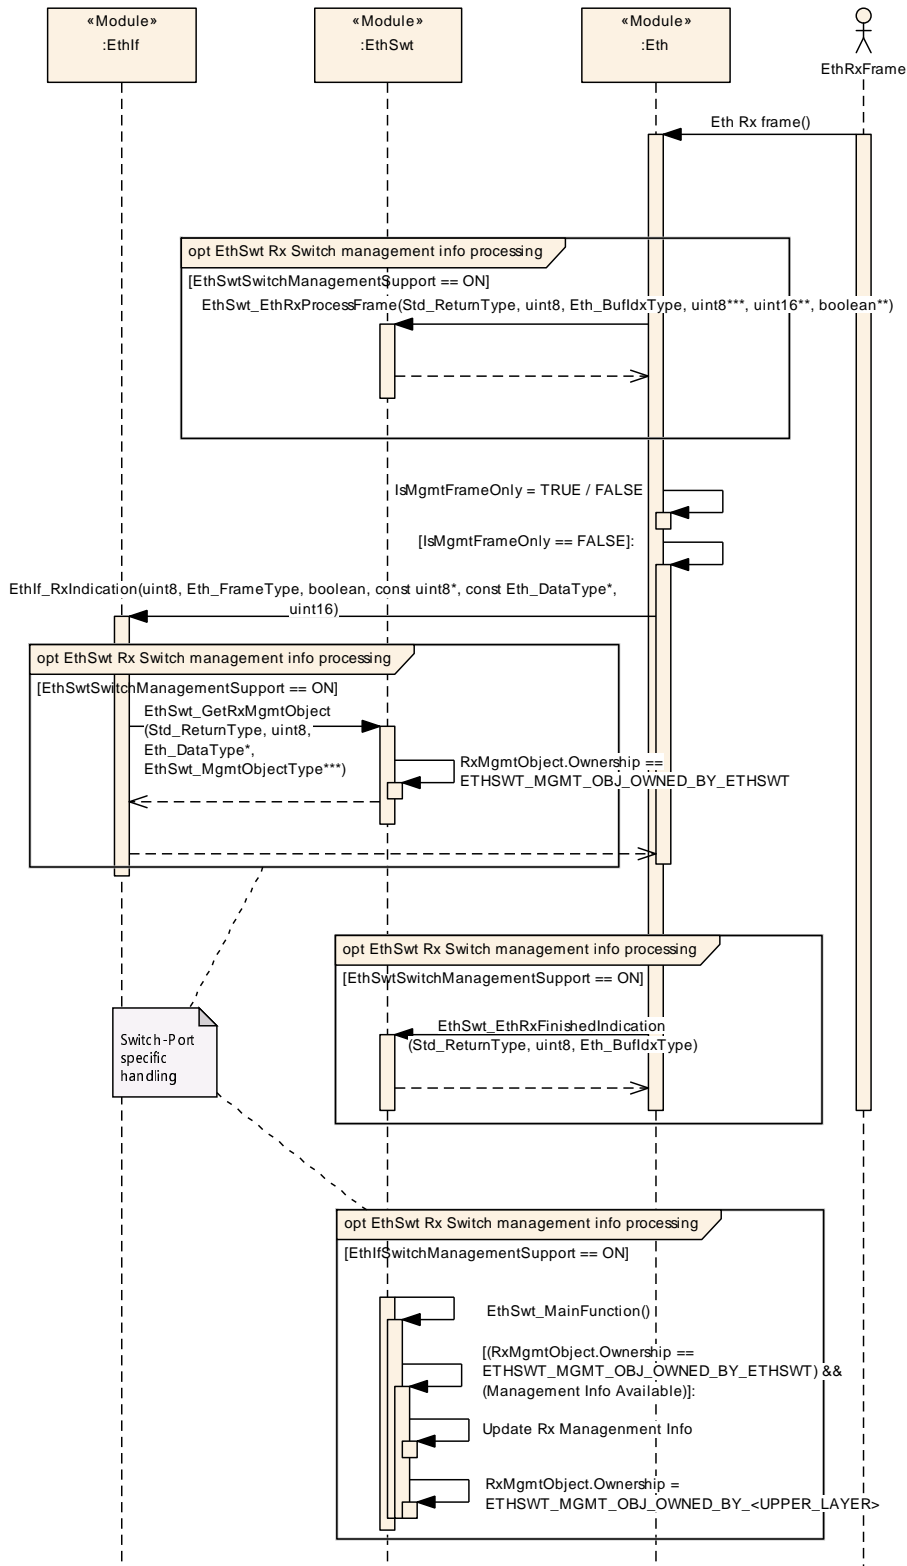 «Module»
:EthIf
«Module»
:EthSwt
«Module»
:Eth
EthRxFrame
Eth Rx frame()
opt EthSwt Rx Switch management info processing
[EthSwtSwitchManagementSupport == ON]
EthSwt_EthRxProcessFrame(Std_ReturnType, uint8, Eth_BufIdxType, uint8***, uint16**, boolean**)
IsMgmtFrameOnly = TRUE / FALSE
[IsMgmtFrameOnly == FALSE]:
EthIf_RxIndication(uint8, Eth_FrameType, boolean, const uint8*, const Eth_DataType*,
uint16)
opt EthSwt Rx Switch management info processing
[EthSwtSwitchManagementSupport == ON]
EthSwt_GetRxMgmtObject
(Std_ReturnType, uint8,
Eth_DataType*,
EthSwt_MgmtObjectType***)
RxMgmtObject.Ownership ==
ETHSWT_MGMT_OBJ_OWNED_BY_ETHSWT
opt EthSwt Rx Switch management info processing
[EthSwtSwitchManagementSupport == ON]
EthSwt_EthRxFinishedIndication
(Std_ReturnType, uint8, Eth_BufIdxType)
Switch-Port
specific
handling
opt EthSwt Rx Switch management info processing
[EthIfSwitchManagementSupport == ON]
EthSwt_MainFunction()
[(RxMgmtObject.Ownership ==
ETHSWT_MGMT_OBJ_OWNED_BY_ETHSWT) &&
(Management Info Available)]:
Update Rx Managenment Info
RxMgmtObject.Ownership =
ETHSWT_MGMT_OBJ_OWNED_BY_<UPPER_LAYER>